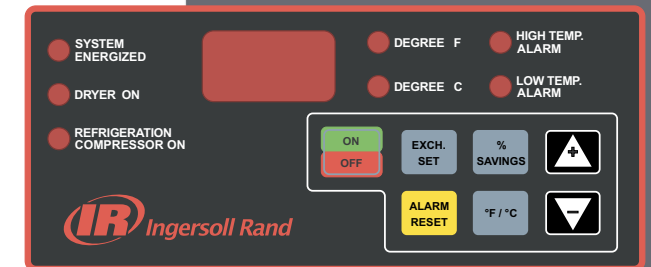 SYSTEM
ENERGIZED
DRYER ON
REFRIGERATION
COMPRESSOR ON
DEGREE F
DEGREE C
HIGH TEMP.
ALARM
LOW TEMP.
ALARM
ON
OFF
EXCH.
SET
%
SAVINGS
+
ALARM
RESET
°F / °C
−
IR Ingersoll Rand